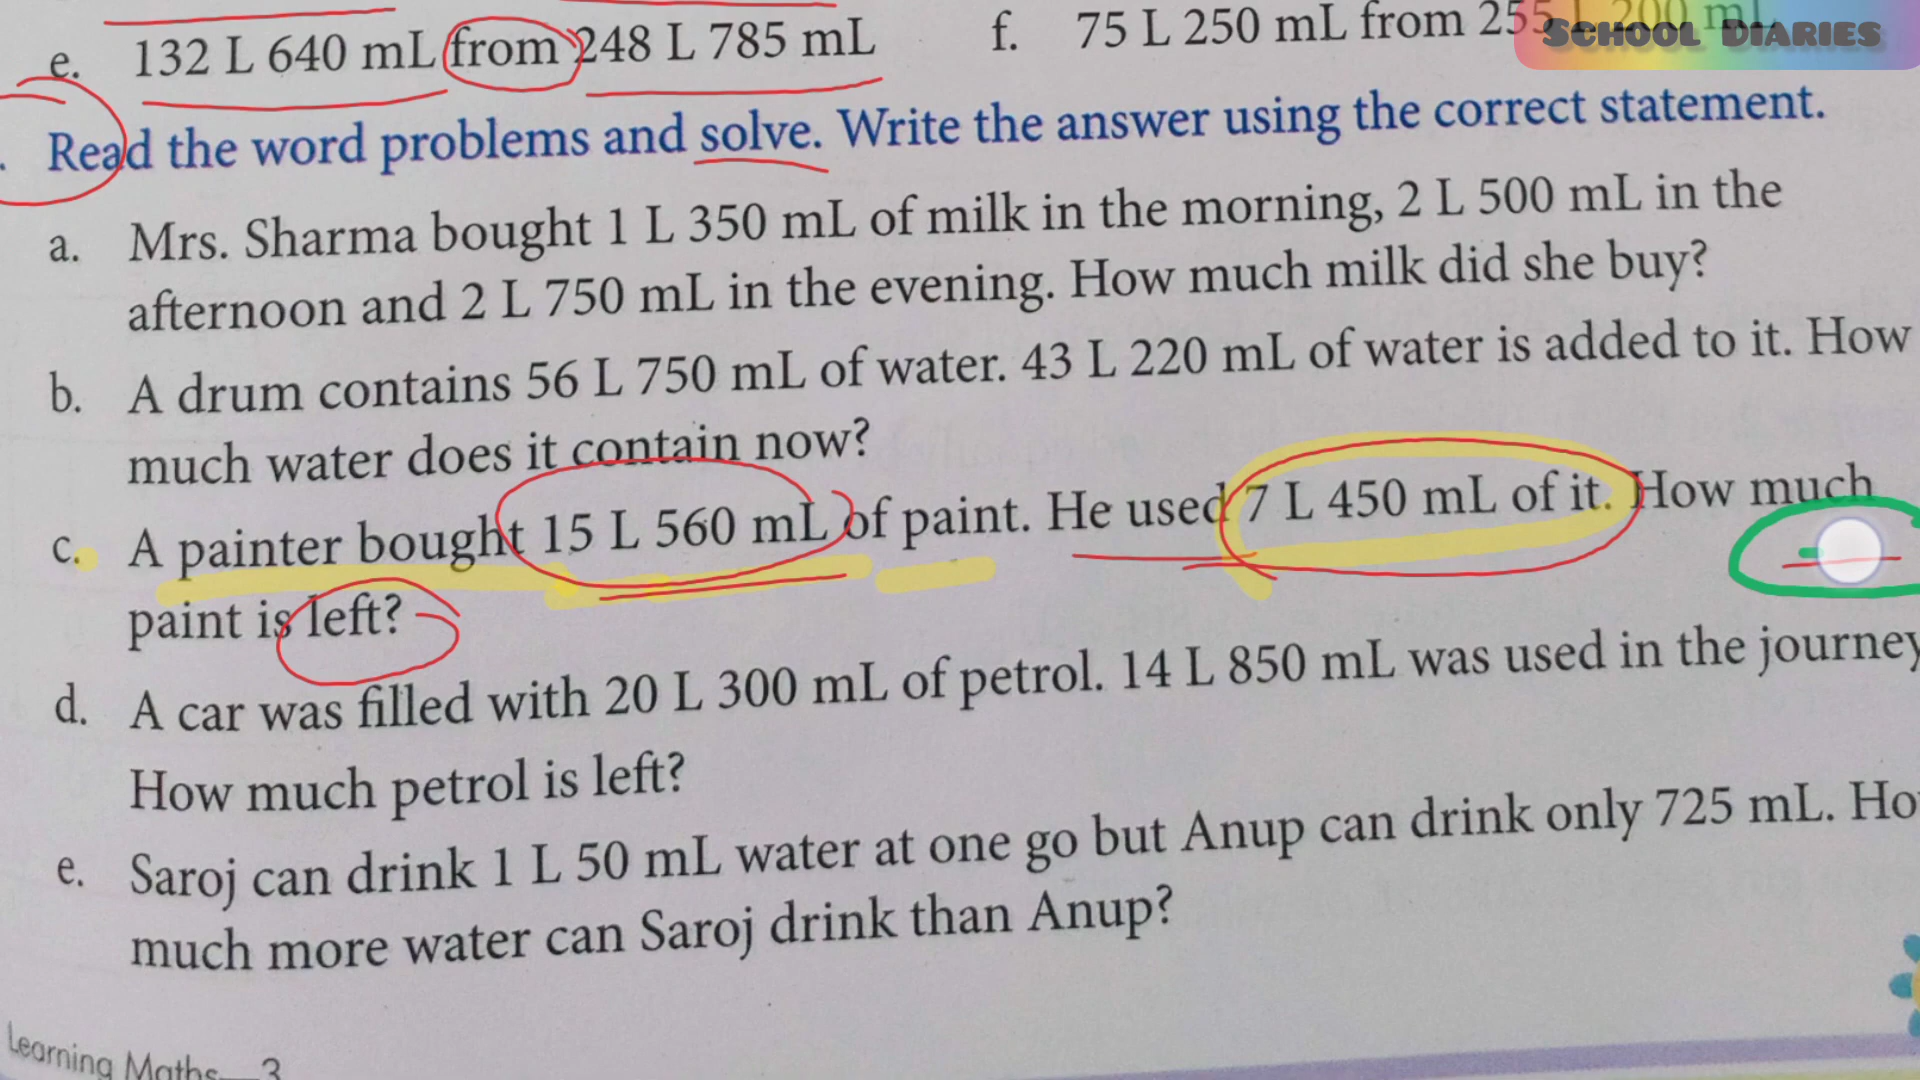 e. 132 L 640 mL from 248 L 785 mL f. 75 L 250 mL from 255 L 200 mL
SCHOOL DIARIES
Read the word problems and solve. Write the answer using the correct statement.
a. Mrs. Sharma bought 1 L 350 mL of milk in the morning, 2 L 500 mL in the
afternoon and 2 L 750 mL in the evening. How much milk did she buy?
b. A drum contains 56 L 750 mL of water. 43 L 220 mL of water is added to it. How
much water does it contain now?
c. A painter bought 15 L 560 mL of paint. He used 7 L 450 mL of it. How much
paint is left?
d. A car was filled with 20 L 300 mL of petrol. 14 L 850 mL was used in the journey
How much petrol is left?
e. Saroj can drink 1 L 50 mL water at one go but Anup can drink only 725 mL. Ho
much more water can Saroj drink than Anup?
Learning Maths—3